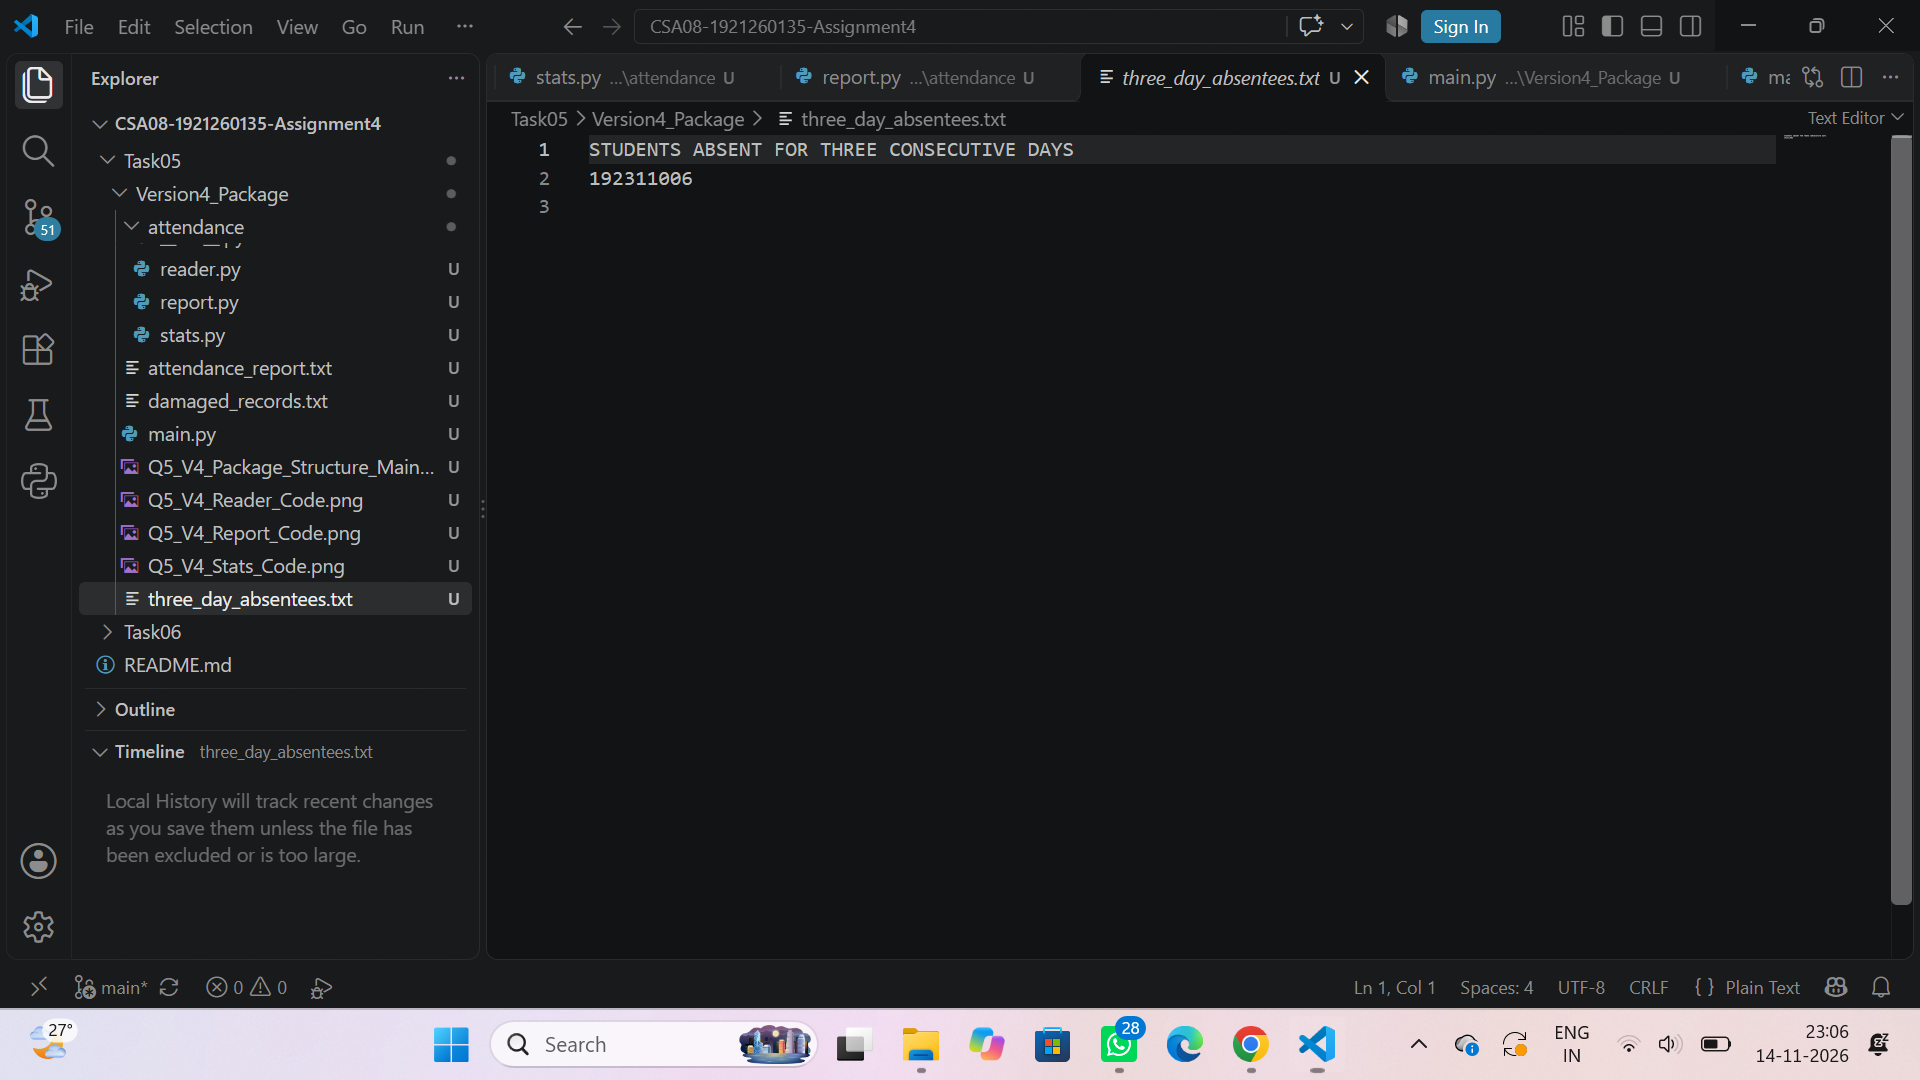 File Edit Selection View Go Run ...
CSA08-1921260135-Assignment4
Sign In
Explorer
CSA08-1921260135-Assignment4
Task05
Version4_Package
attendance
reader.py U
report.py U
stats.py U
attendance_report.txt U
damaged_records.txt U
main.py U
Q5_V4_Package_Structure_Main... U
Q5_V4_Reader_Code.png U
Q5_V4_Report_Code.png U
Q5_V4_Stats_Code.png U
three_day_absentees.txt U
Task06
README.md
Outline
Timeline three_day_absentees.txt
Local History will track recent changes
as you save them unless the file has
been excluded or is too large.
51
stats.py ...\attendance U
report.py ...\attendance U
three_day_absentees.txt U
main.py ...\Version4_Package U
Task05 > Version4_Package > three_day_absentees.txt
Text Editor
1 STUDENTS ABSENT FOR THREE CONSECUTIVE DAYS
2 192311006
3
main* 0 0
Ln 1, Col 1 Spaces: 4 UTF-8 CRLF { } Plain Text
27°
Search
28
ENG
IN
23:06
14-11-2026